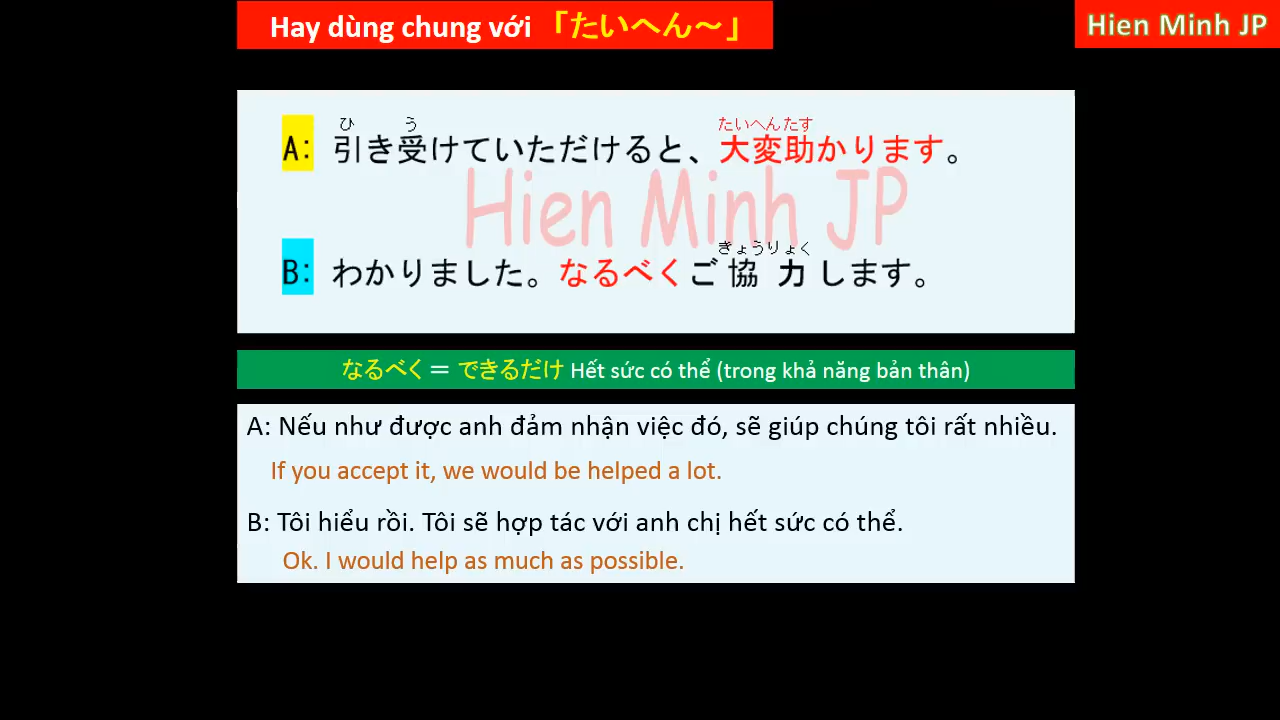 Hay dùng chung với 「たいへん～」
Hien Minh JP
ひ う たいへんたす
A: 引き受けていただけると、大変助かります。
Hien Minh JP
きょうりょく
B: わかりました。なるべくご協力します。
なるべく＝できるだけ Hết sức có thể (trong khả năng bản thân)
A: Nếu như được anh đảm nhận việc đó, sẽ giúp chúng tôi rất nhiều.
If you accept it, we would be helped a lot.
B: Tôi hiểu rồi. Tôi sẽ hợp tác với anh chị hết sức có thể.
Ok. I would help as much as possible.